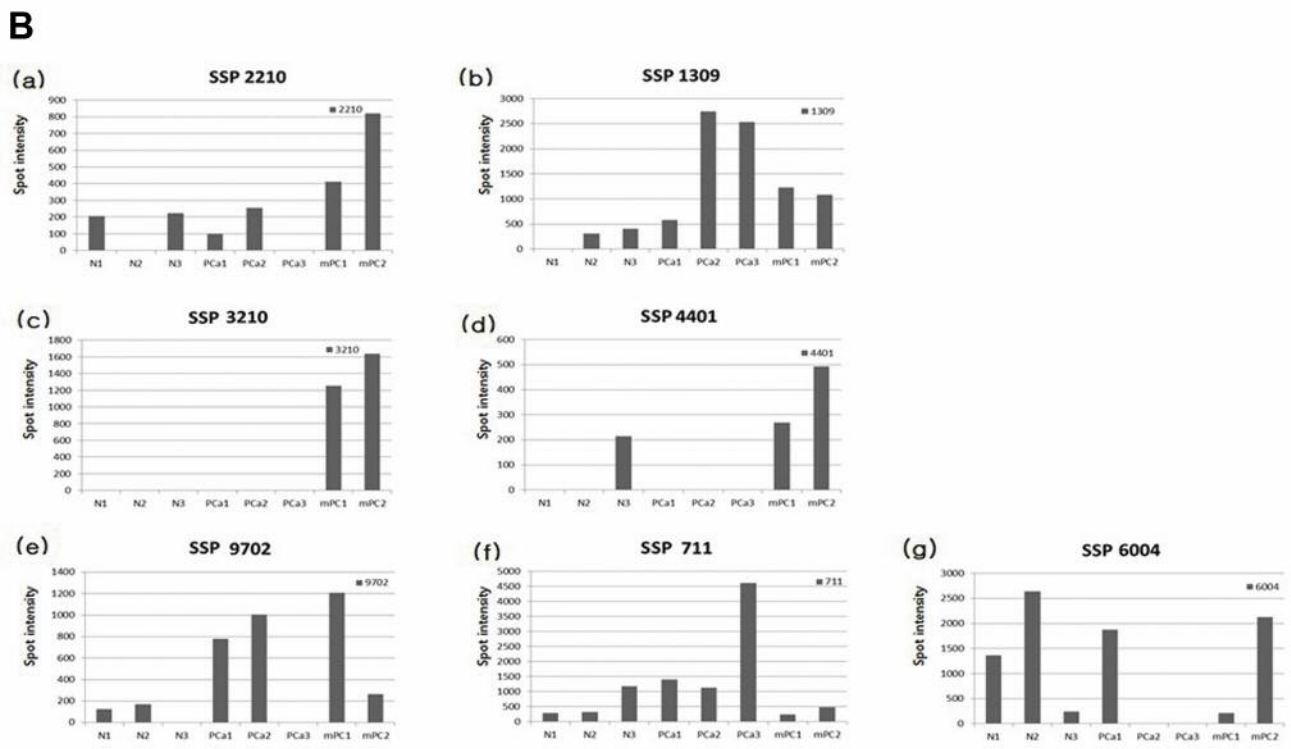 B
(a)
SSP 2210
Spot intensity
900
800
700
600
500
400
300
200
100
0
2210
N1 N2 N3 PCa1 PCa2 PCa3 mPC1 mPC2
(b)
SSP 1309
Spot intensity
3000
2500
2000
1500
1000
500
0
1309
N1 N2 N3 PCa1 PCa2 PCa3 mPC1 mPC2
(c)
SSP 3210
Spot intensity
1800
1600
1400
1200
1000
800
600
400
200
0
3210
N1 N2 N3 PCa1 PCa2 PCa3 mPC1 mPC2
(d)
SSP 4401
Spot intensity
600
500
400
300
200
100
0
4401
N1 N2 N3 PCa1 PCa2 PCa3 mPC1 mPC2
(e)
SSP 9702
Spot intensity
1400
1200
1000
800
600
400
200
0
9702
N1 N2 N3 PCa1 PCa2 PCa3 mPC1 mPC2
(f)
SSP 711
Spot intensity
5000
4500
4000
3500
3000
2500
2000
1500
1000
500
0
711
N1 N2 N3 PCa1 PCa2 PCa3 mPC1 mPC2
(g)
SSP 6004
Spot intensity
3000
2500
2000
1500
1000
500
0
6004
N1 N2 N3 PCa1 PCa2 PCa3 mPC1 mPC2